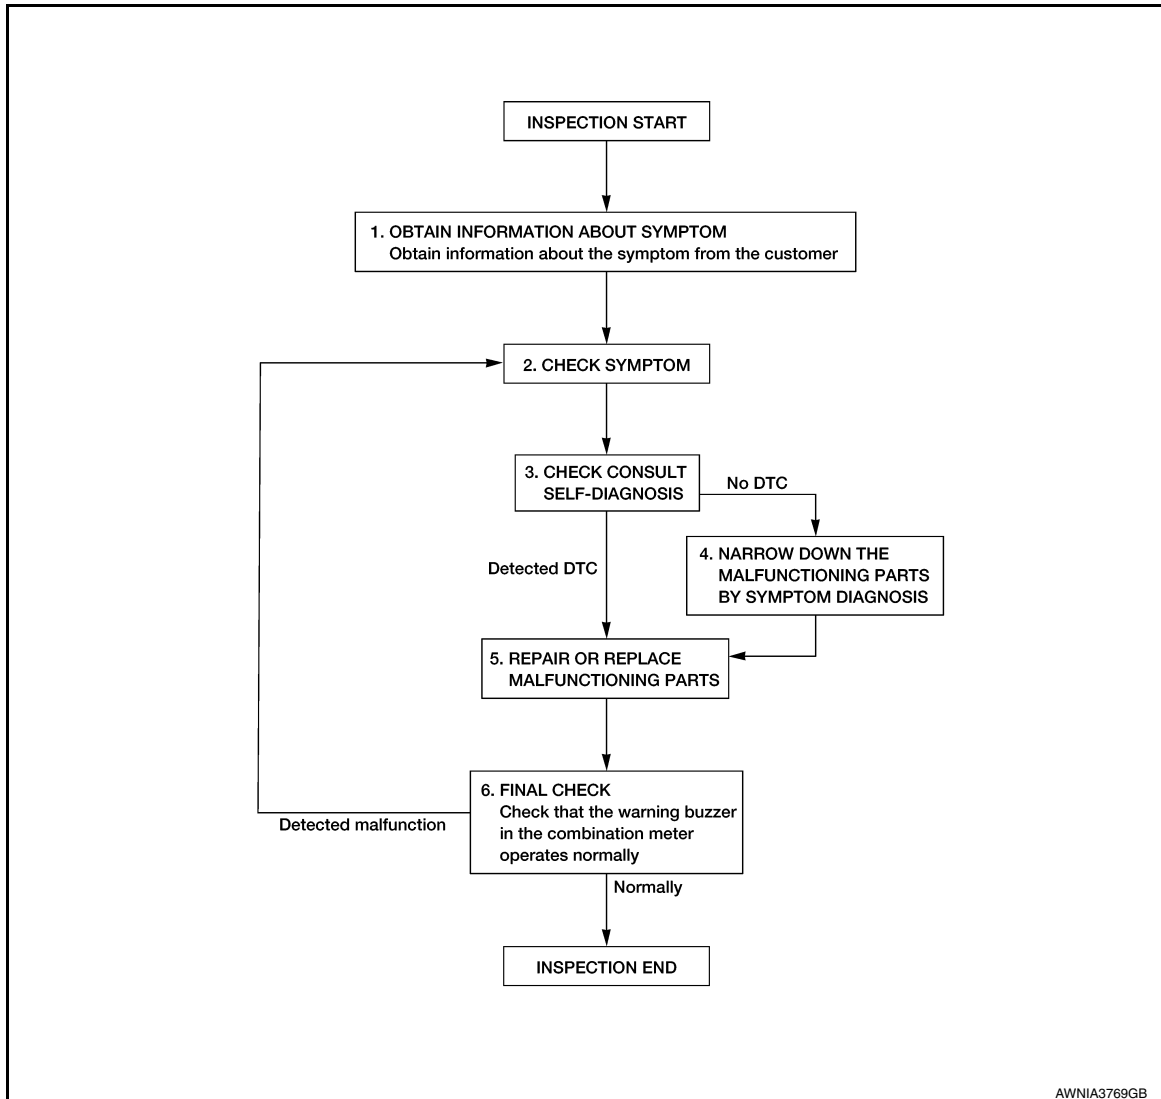 INSPECTION START
1. OBTAIN INFORMATION ABOUT SYMPTOM
Obtain information about the symptom from the customer
2. CHECK SYMPTOM
3. CHECK CONSULT
SELF-DIAGNOSIS
No DTC
4. NARROW DOWN THE
MALFUNCTIONING PARTS
BY SYMPTOM DIAGNOSIS
Detected DTC
5. REPAIR OR REPLACE
MALFUNCTIONING PARTS
6. FINAL CHECK
Check that the warning buzzer
in the combination meter
operates normally
Detected malfunction
Normally
INSPECTION END
AWNIA3769GB